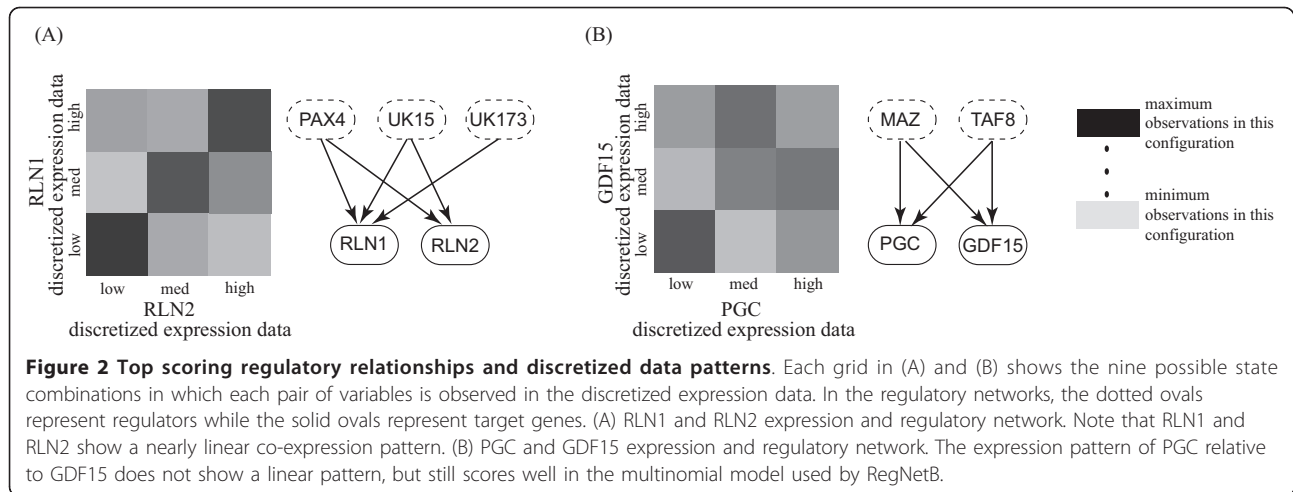 (A)
RLN1
discretized expression data
high
med
low
low med high
RLN2
discretized expression data
PAX4 UK15 UK173
RLN1 RLN2
(B)
GDF15
discretized expression data
high
med
low
low med high
PGC
discretized expression data
MAZ TAF8
PGC GDF15
maximum
observations in this
configuration
minimum
observations in this
configuration
Figure 2 Top scoring regulatory relationships and discretized data patterns. Each grid in (A) and (B) shows the nine possible state
combinations in which each pair of variables is observed in the discretized expression data. In the regulatory networks, the dotted ovals
represent regulators while the solid ovals represent target genes. (A) RLN1 and RLN2 expression and regulatory network. Note that RLN1 and
RLN2 show a nearly linear co-expression pattern. (B) PGC and GDF15 expression and regulatory network. The expression pattern of PGC relative
to GDF15 does not show a linear pattern, but still scores well in the multinomial model used by RegNetB.